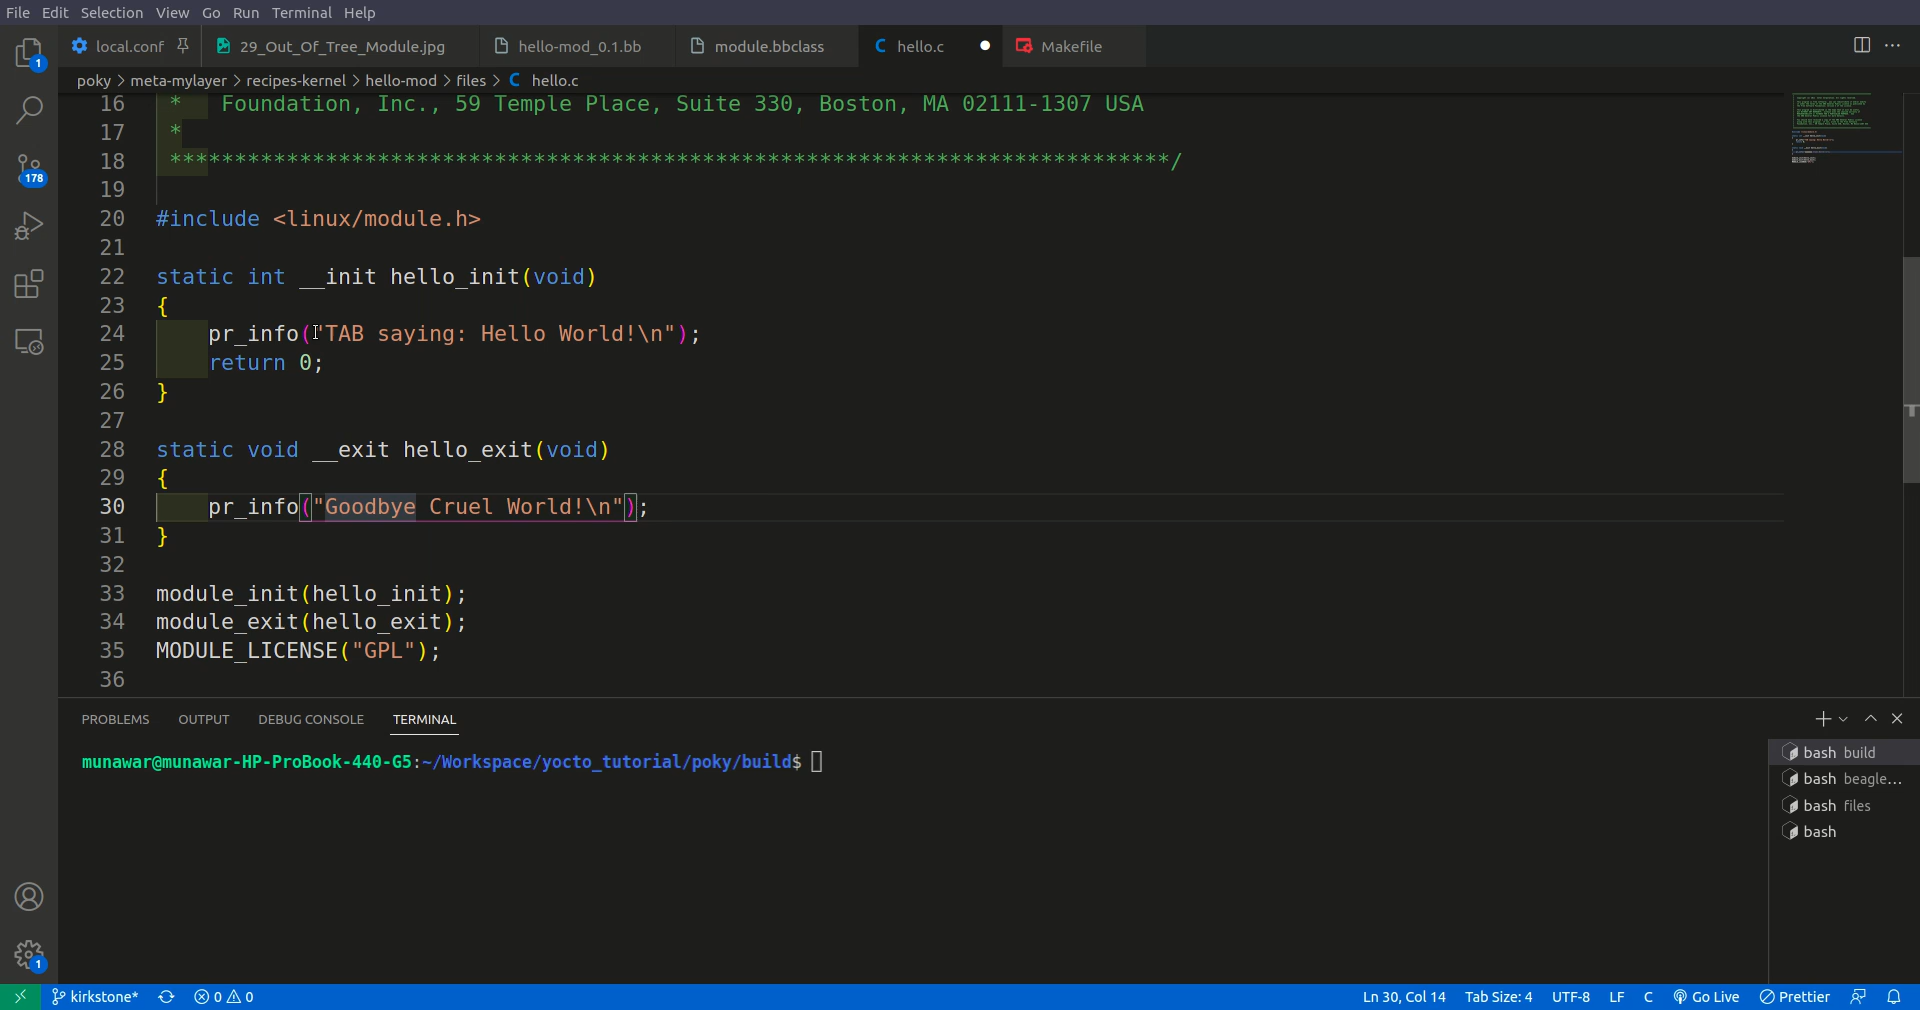 File Edit Selection View Go Run Terminal Help
local.conf 29_Out_Of_Tree_Module.jpg hello-mod_0.1.bb module.bbclass C hello.c Makefile
poky > meta-mylayer > recipes-kernel > hello-mod > files > C hello.c
16 * Foundation, Inc., 59 Temple Place, Suite 330, Boston, MA 02111-1307 USA
17 *
18 *****************************************************************************/
19
20 #include <linux/module.h>
21
22 static int __init hello_init(void)
23 {
24 pr_info("TAB saying: Hello World!\n");
25 return 0;
26 }
27
28 static void __exit hello_exit(void)
29 {
30 pr_info("Goodbye Cruel World!\n");
31 }
32
33 module_init(hello_init);
34 module_exit(hello_exit);
35 MODULE_LICENSE("GPL");
36
1
178
PROBLEMS OUTPUT DEBUG CONSOLE TERMINAL
munawar@munawar-HP-ProBook-440-G5:~/Workspace/yocto_tutorial/poky/build$
bash build
bash beagle...
bash files
bash
1
kirkstone* 0 0 Ln 30, Col 14 Tab Size: 4 UTF-8 LF C Go Live Prettier